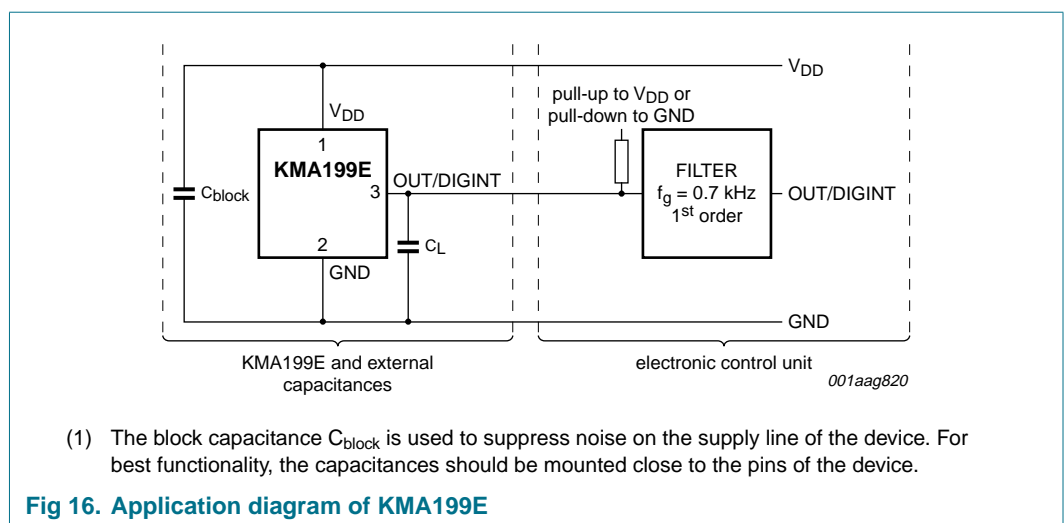 V_DD
pull-up to V_DD or
pull-down to GND
V_DD
1
KMA199E
FILTER
f_g = 0.7 kHz
1st order
C_block
3
OUT/DIGINT
OUT/DIGINT
2
C_L
GND
GND
KMA199E and external
capacitances
electronic control unit
001aag820
(1) The block capacitance C_block is used to suppress noise on the supply line of the device. For
best functionality, the capacitances should be mounted close to the pins of the device.
Fig 16. Application diagram of KMA199E